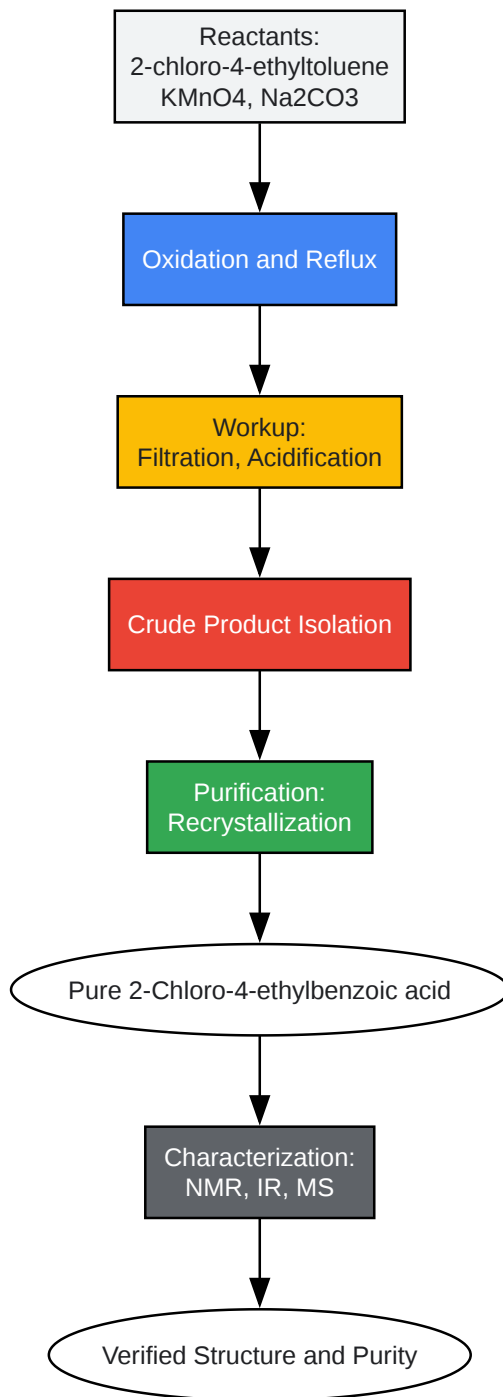 Reactants:
2-chloro-4-ethyltoluene
KMnO4, Na2CO3
Oxidation and Reflux
Workup:
Filtration, Acidification
Crude Product Isolation
Purification:
Recrystallization
Pure 2-Chloro-4-ethylbenzoic acid
Characterization:
NMR, IR, MS
Verified Structure and Purity